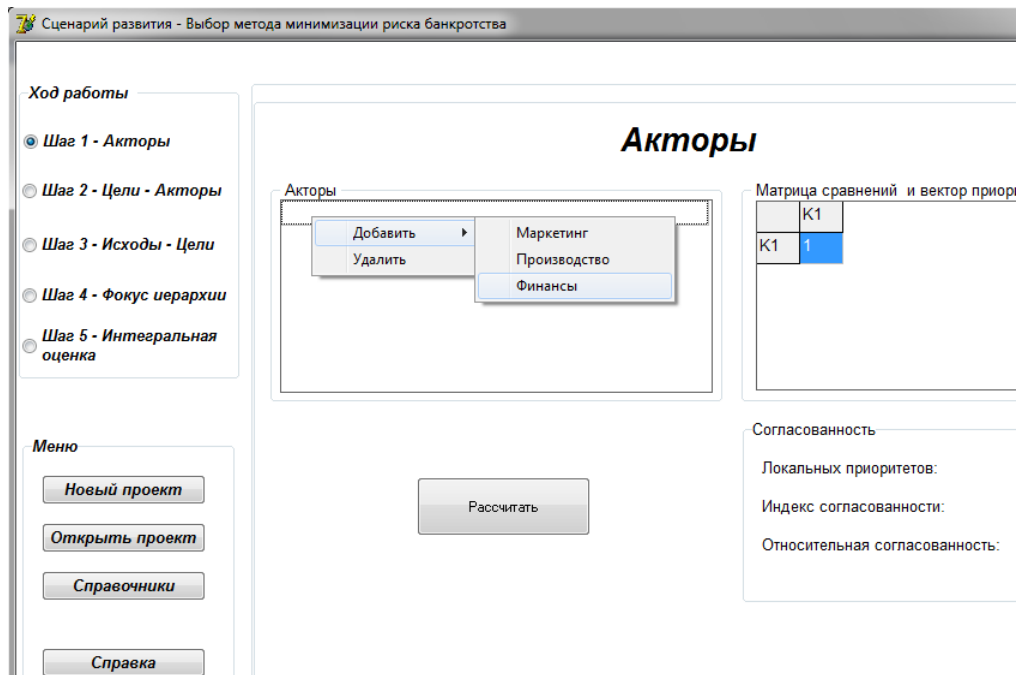 Сценарий развития - Выбор метода минимизации риска банкротства
Ход работы
Шаг 1 - Акторы
Шаг 2 - Цели - Акторы
Шаг 3 - Исходы - Цели
Шаг 4 - Фокус иерархии
Шаг 5 - Интегральная
оценка
Меню
Новый проект
Открыть проект
Справочники
Справка
Акторы
Акторы
Добавить
Удалить
Маркетинг
Производство
Финансы
Рассчитать
Матрица сравнений и вектор
K1
K1 1
Согласованность
Локальных приоритетов:
Индекс согласованности:
Относительная согласованность: